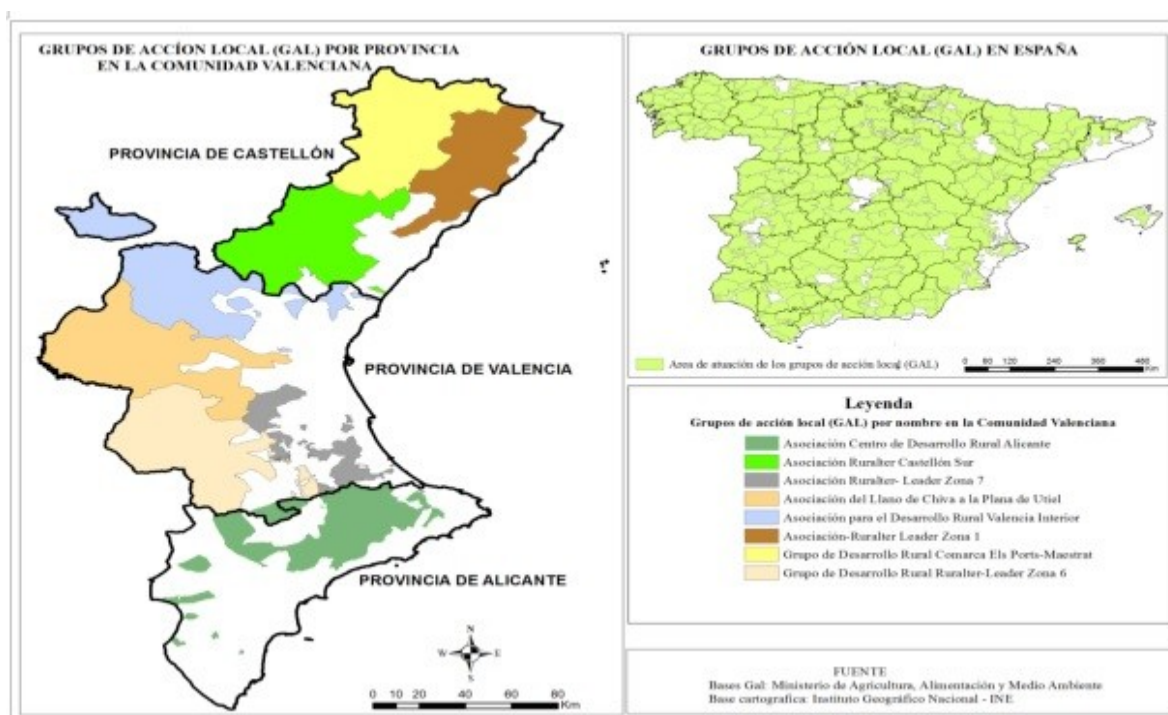 GRUPOS DE ACCÍON LOCAL (GAL) POR PROVINCIA
EN LA COMUNIDAD VALENCIANA
PROVINCIA DE CASTELLÓN
PROVINCIA DE VALENCIA
PROVINCIA DE ALICANTE
N
W E
S
0 10 20 40 60 80
Km
GRUPOS DE ACCIÓN LOCAL (GAL) EN ESPAÑA
Area de atuación de los grupos de acción local (GAL)
0 60 120 240 360 480
Km
Leyenda
Grupos de acción local (GAL) por nombre en la Comunidad Valenciana
Asociación Centro de Desarrollo Rural Alicante
Asociación Ruralter Castellón Sur
Asociación Ruralter- Leader Zona 7
Asociación del Llano de Chiva a la Plana de Utiel
Asociación para el Desarrollo Rural Valencia Interior
Asociación-Ruralter Leader Zona 1
Grupo de Desarrollo Rural Comarca Els Ports-Maestrat
Grupo de Desarrollo Rural Ruralter-Leader Zona 6
FUENTE
Bases Gal: Ministerio de Agricultura, Alimentación y Medio Ambiente
Base cartografica: Instituto Geográfico Nacional - INE